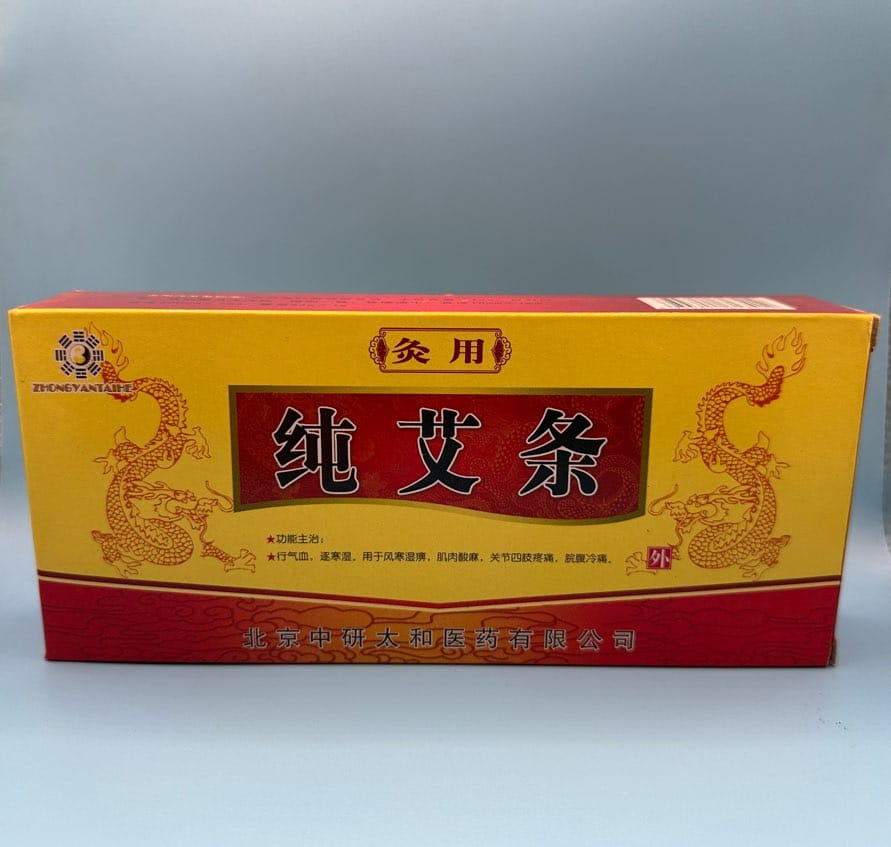 灸用
ZHONGYANTAIHE
纯艾条
★功能主治：
★行气血，逐寒湿。用于风寒湿痹，肌肉酸麻，关节四肢疼痛，脘腹冷痛。
外
北京中研太和医药有限公司